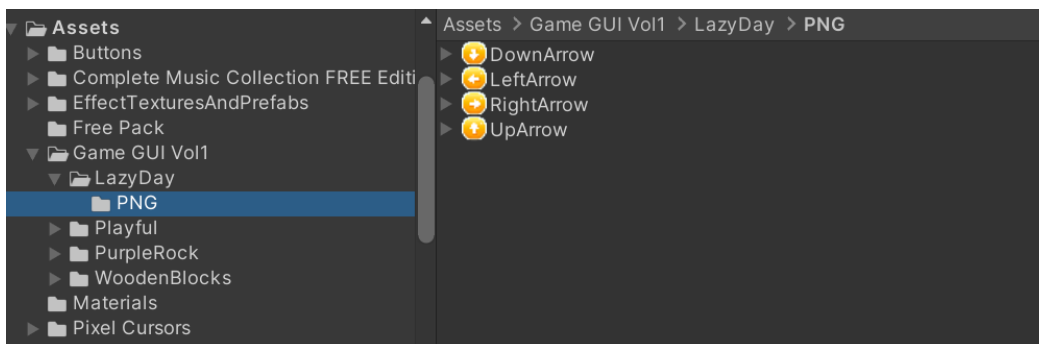 Assets
Buttons
Complete Music Collection FREE Editi
EffectTexturesAndPrefabs
Free Pack
Game GUI Vol1
LazyDay
PNG
Playful
PurpleRock
WoodenBlocks
Materials
Pixel Cursors
Assets > Game GUI Vol1 > LazyDay > PNG
DownArrow
LeftArrow
RightArrow
UpArrow